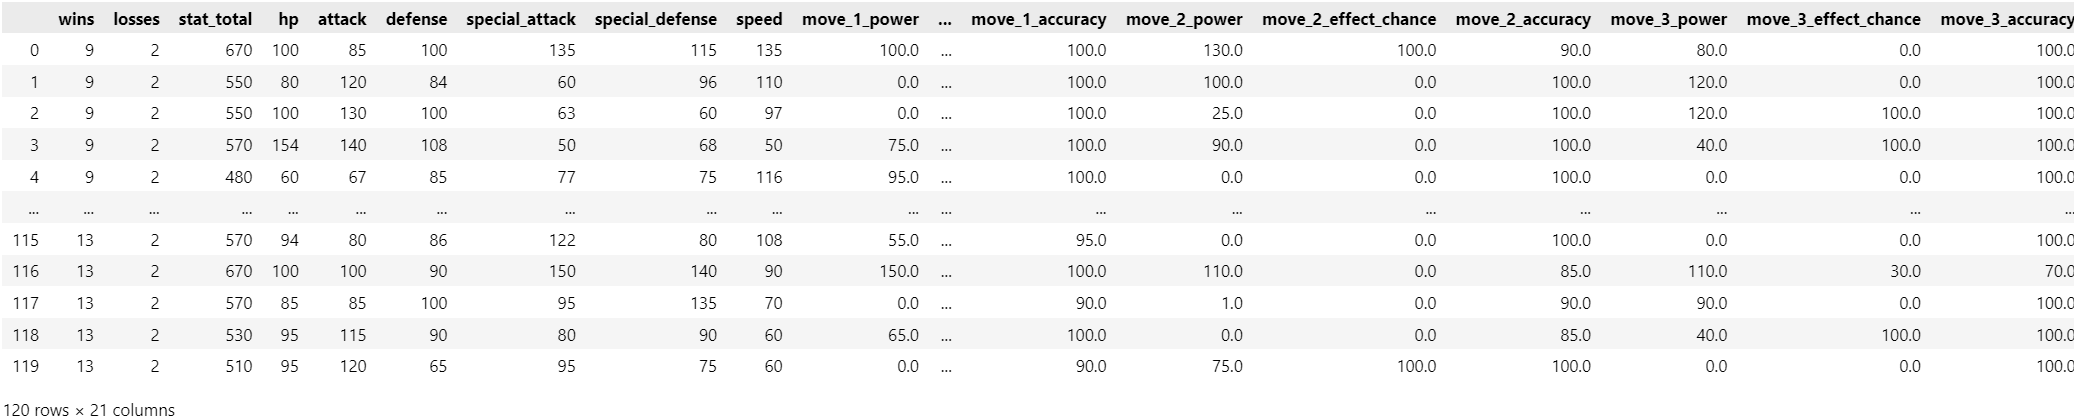 wins losses stat_total hp attack defense special_attack special_defense speed move_1_power ... move_1_accuracy move_2_power move_2_effect_chance move_2_accuracy move_3_power move_3_effect_chance move_3_accuracy
0 9 2 670 100 85 100 135 115 135 100.0 ... 100.0 130.0 100.0 90.0 80.0 0.0 100.0
1 9 2 550 80 120 84 60 96 110 0.0 ... 100.0 100.0 0.0 100.0 120.0 0.0 100.0
2 9 2 550 100 130 100 63 60 97 0.0 ... 100.0 25.0 0.0 100.0 120.0 100.0 100.0
3 9 2 570 154 140 108 50 68 50 75.0 ... 100.0 90.0 0.0 100.0 40.0 100.0 100.0
4 9 2 480 60 67 85 77 75 116 95.0 ... 100.0 0.0 0.0 100.0 0.0 0.0 100.0
... ... ... ... ... ... ... ... ... ... ... ... ... ... ... ... ... ... ...
115 13 2 570 94 80 86 122 80 108 55.0 ... 95.0 0.0 0.0 100.0 0.0 0.0 100.0
116 13 2 670 100 100 90 150 140 90 150.0 ... 100.0 110.0 0.0 85.0 110.0 30.0 70.0
117 13 2 570 85 85 100 95 135 70 0.0 ... 90.0 1.0 0.0 90.0 90.0 0.0 100.0
118 13 2 530 95 115 90 80 90 60 65.0 ... 100.0 0.0 0.0 85.0 40.0 100.0 100.0
119 13 2 510 95 120 65 95 75 60 0.0 ... 90.0 75.0 100.0 100.0 0.0 0.0 100.0
120 rows × 21 columns